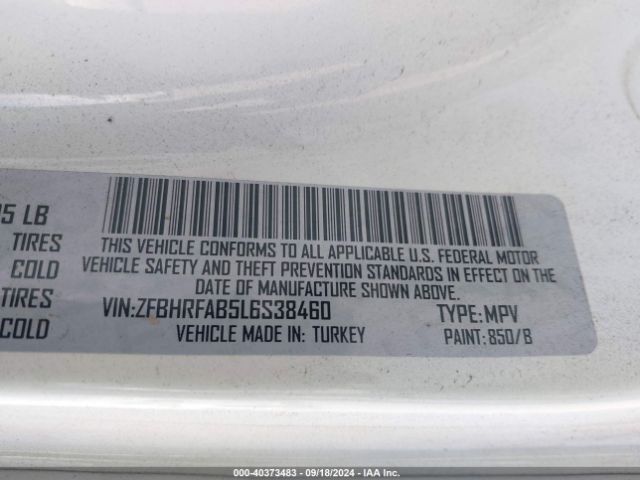 95 LB
TIRES
COLD
TIRES
COLD
THIS VEHICLE CONFORMS TO ALL APPLICABLE U.S. FEDERAL MOTOR
VEHICLE SAFETY AND THEFT PREVENTION STANDARDS IN EFFECT ON THE
DATE OF MANUFACTURE SHOWN ABOVE.
VIN:ZFBHRFAB5L6S38460 TYPE:MPV
VEHICLE MADE IN: TURKEY PAINT: 850/B
000-40373483 - 09/18/2024 - IAA Inc.